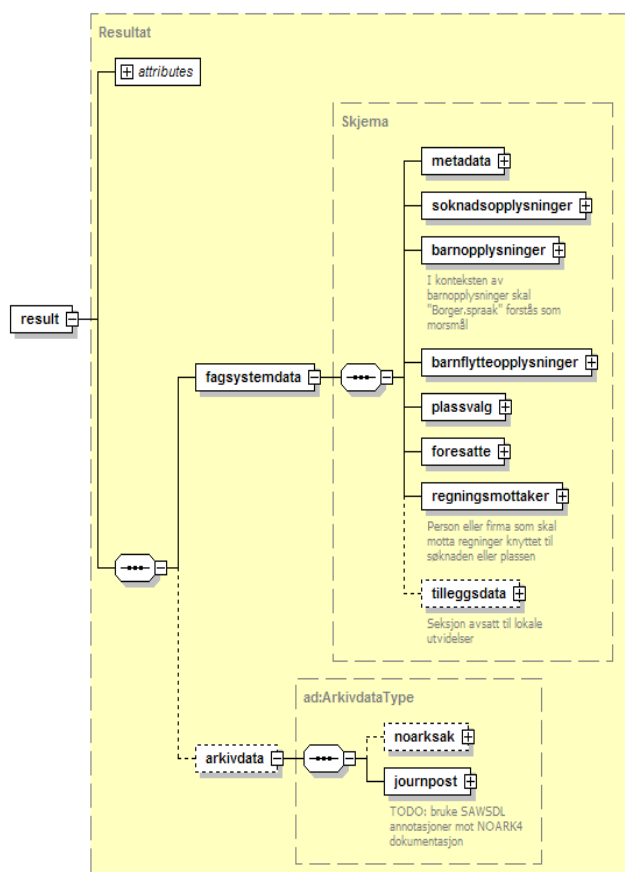 Resultat
attributes
Skjema
metadata
soknadsopplysninger
barnopplysninger
I konteksten av
barnopplysninger skal
"Borger.spraak" forstås som
morsmål
result
barnflytteopplysninger
fagsystemdata
plassvalg
foresatte
regningsmottaker
Person eller firma som skal
motta regninger knyttet til
søknaden eller plassen
tilleggsdata
Seksjon avsatt til lokale
utvidelser
ad:ArkivdataType
noarksak
arkivdata
journpost
TODO: bruke SAWSDL
annotasjoner mot NOARK4
dokumentasjon